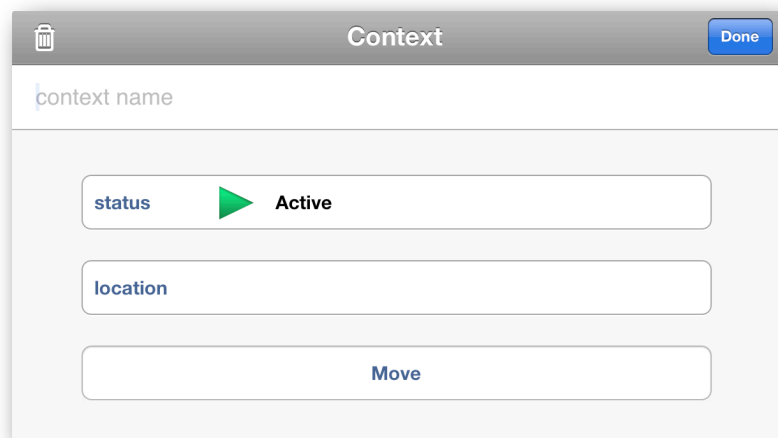 Context
Done
context name
status Active
location
Move